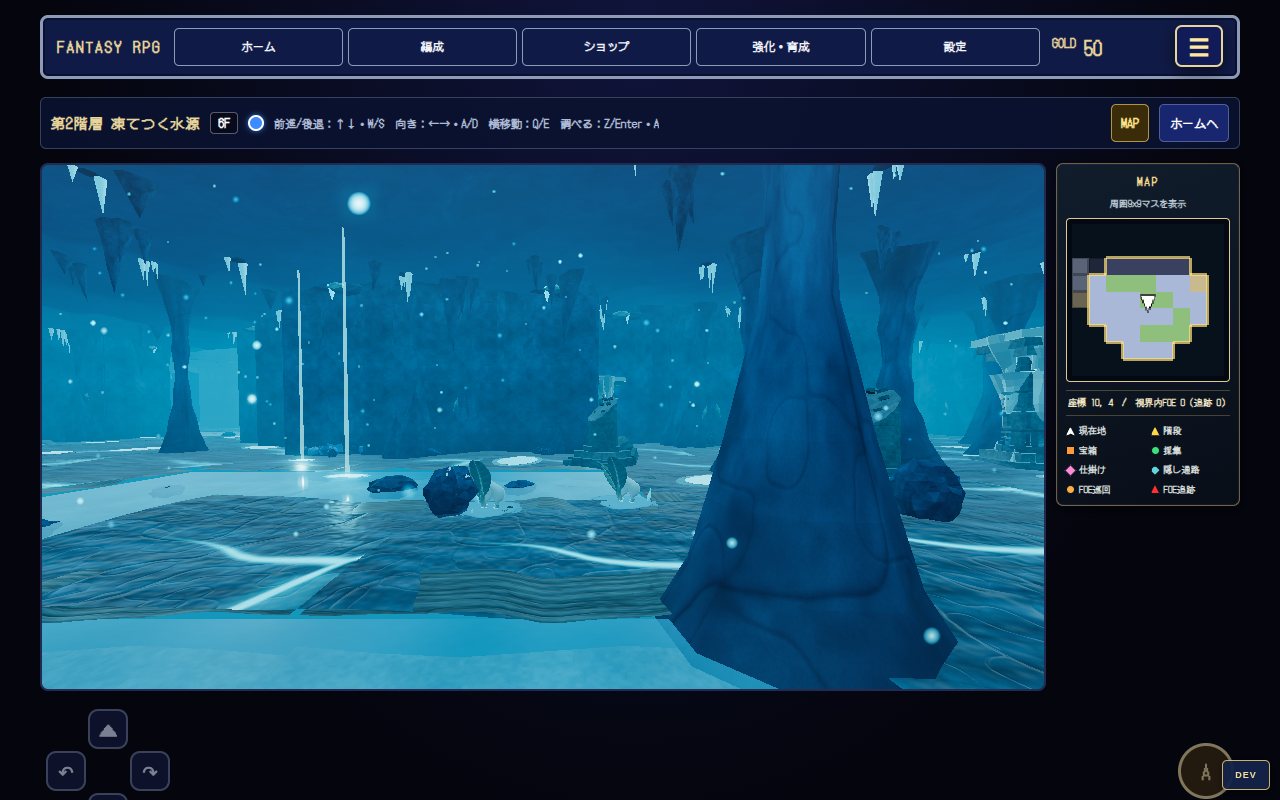 FANTASY RPG
ホーム
編成
ショップ
強化・育成
設定
GOLD 50
第2階層 凍てつく水源
6F
前進/後退：↑↓・W/S 向き：←→・A/D 横移動：Q/E 調べる：Z/Enter・A
MAP
ホームへ
MAP
周囲9x9マスを表示
座標 10, 4 / 視界内FOE 0 (追跡 0)
現在地
階段
宝箱
採集
仕掛け
隠し通路
FOE巡回
FOE追跡
A
DEV